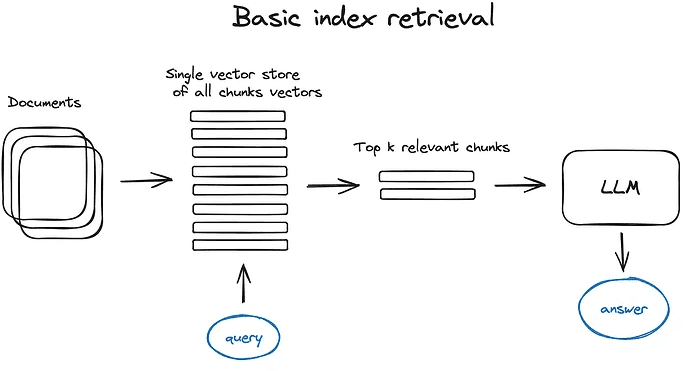 Basic index retrieval
Single vector store
of all chunks vectors
Documents
Top k relevant chunks
LLM
query
answer